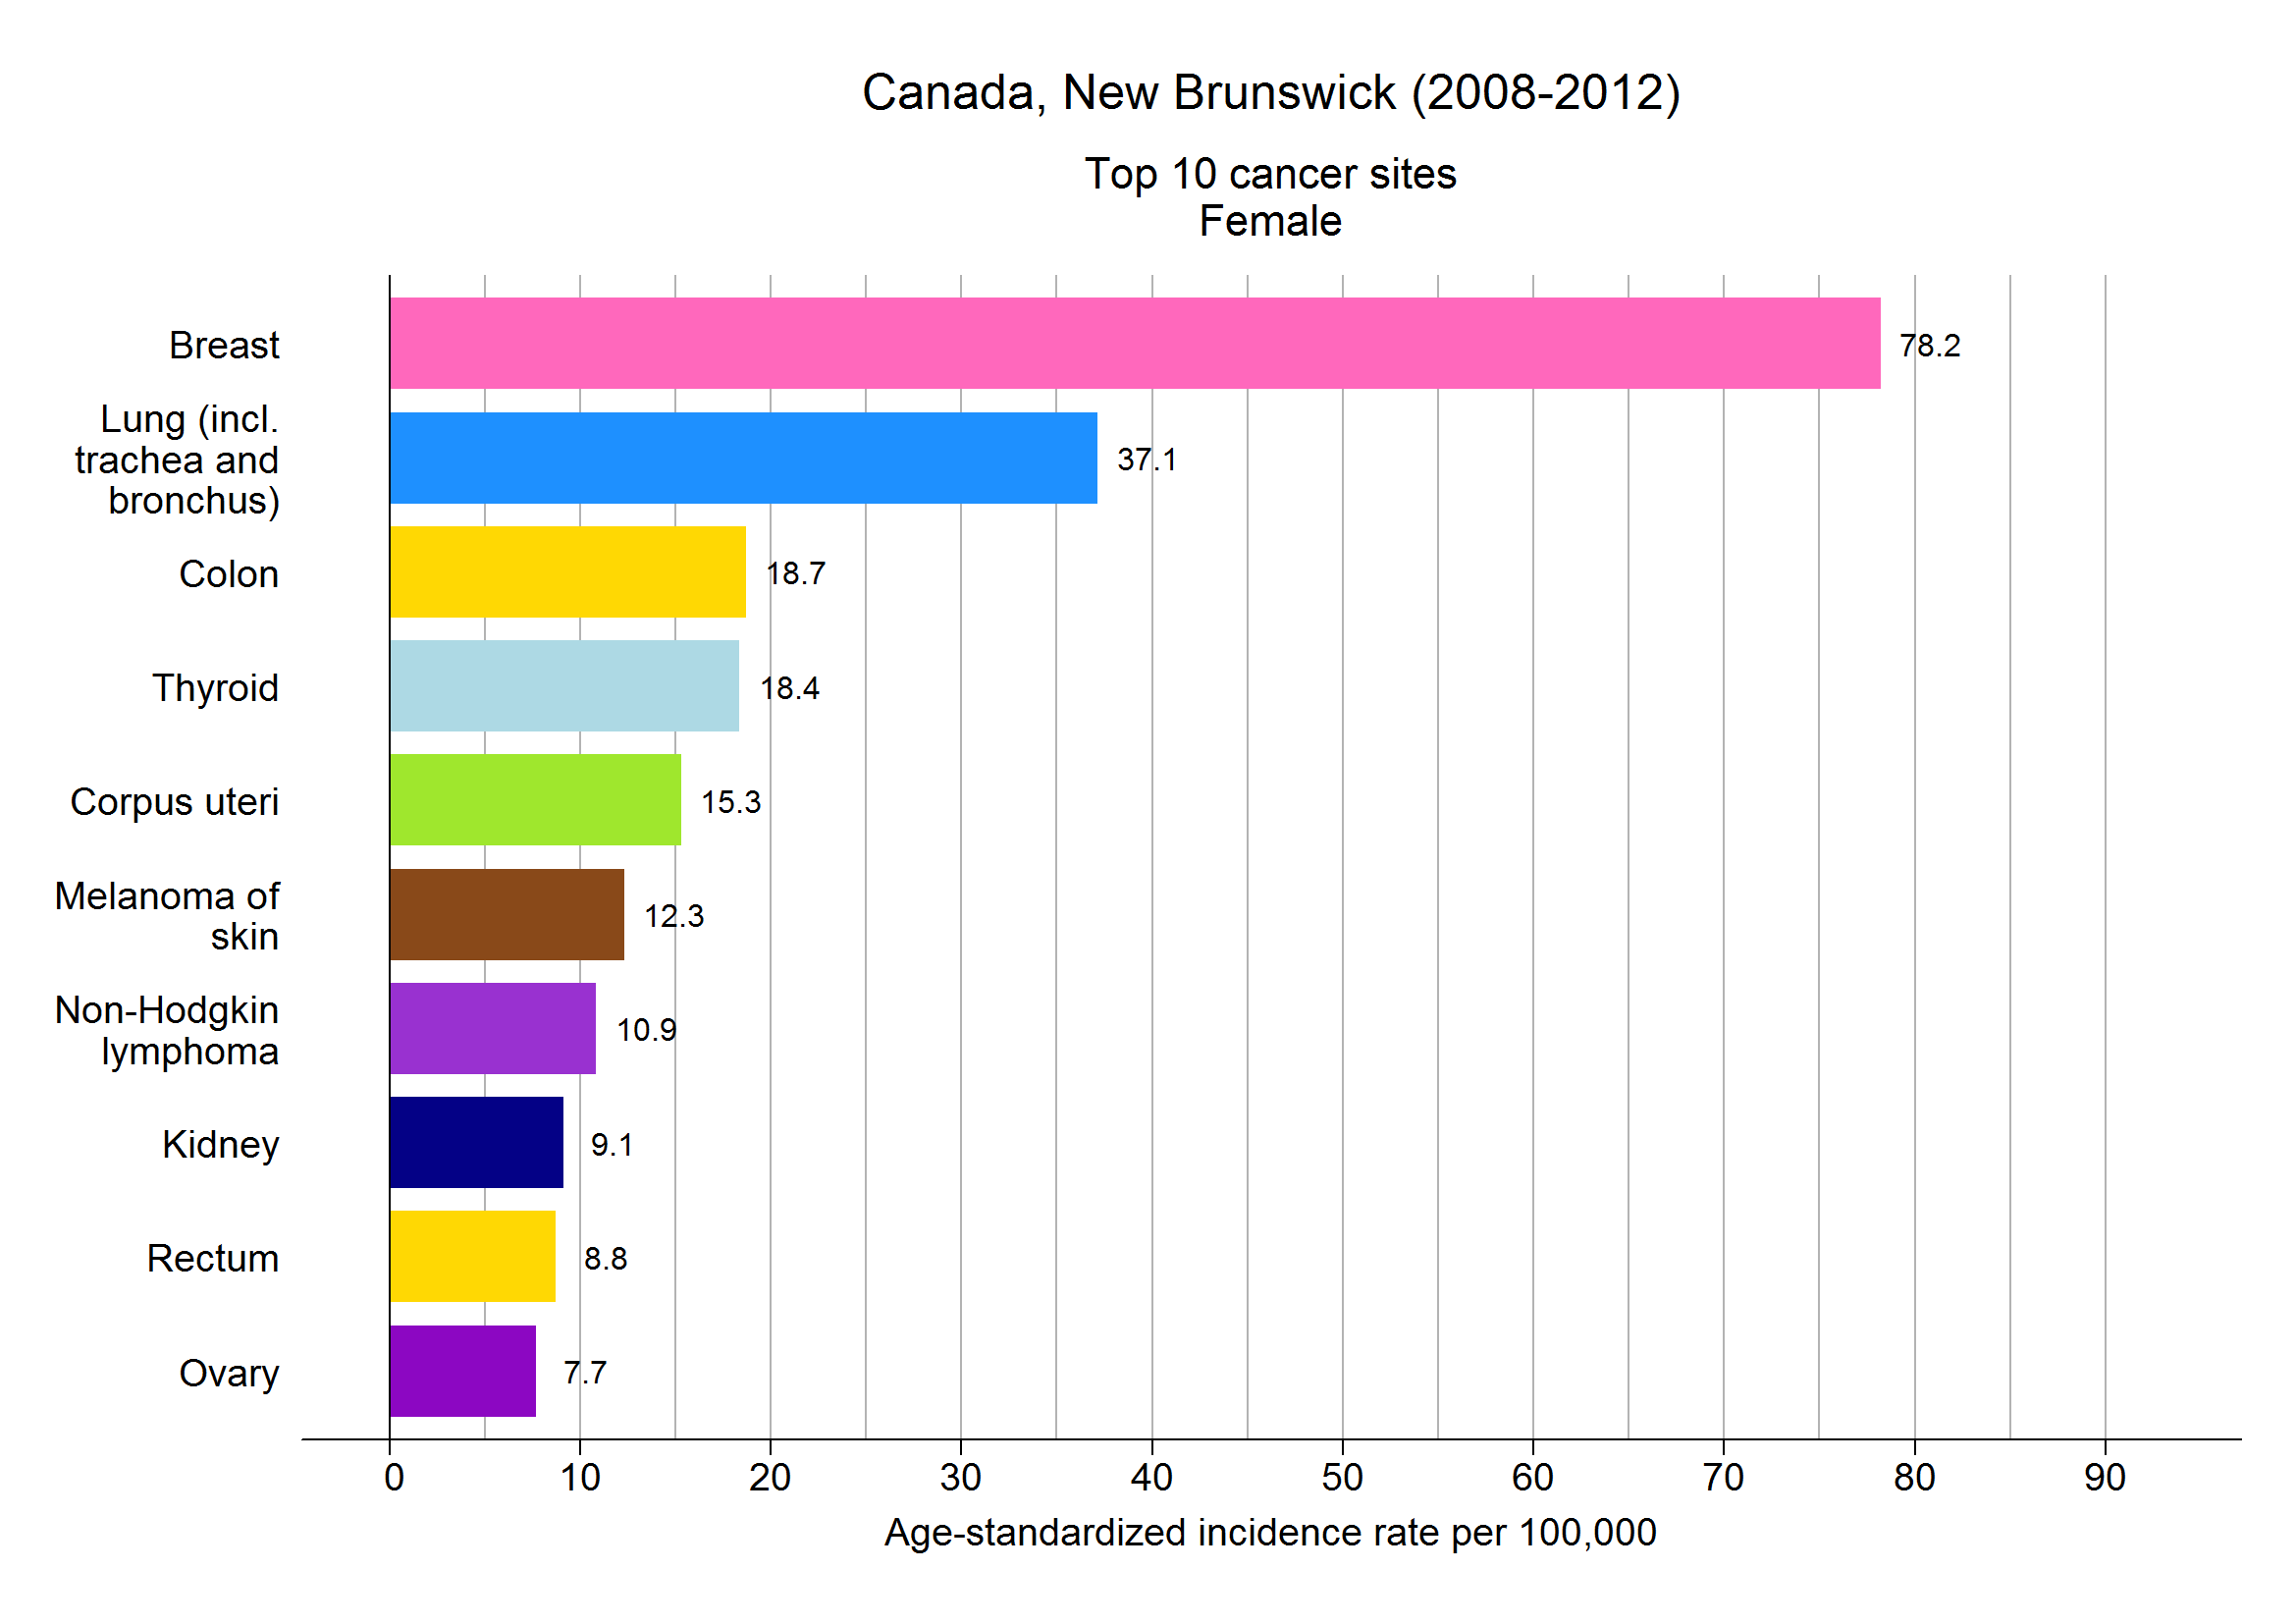 Canada, New Brunswick (2008-2012)
Top 10 cancer sites
Female
Breast
78.2
Lung (incl.
trachea and
bronchus)
37.1
Colon
18.7
Thyroid
18.4
Corpus uteri
15.3
Melanoma of
skin
12.3
Non-Hodgkin
lymphoma
10.9
Kidney
9.1
Rectum
8.8
Ovary
7.7
0 10 20 30 40 50 60 70 80 90
Age-standardized incidence rate per 100,000